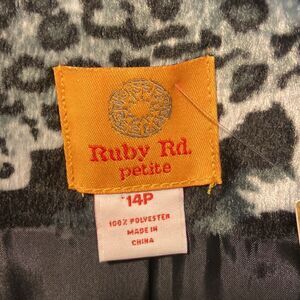 Ruby Rd.
petite
14P
100% POLYESTER
MADE IN
CHINA